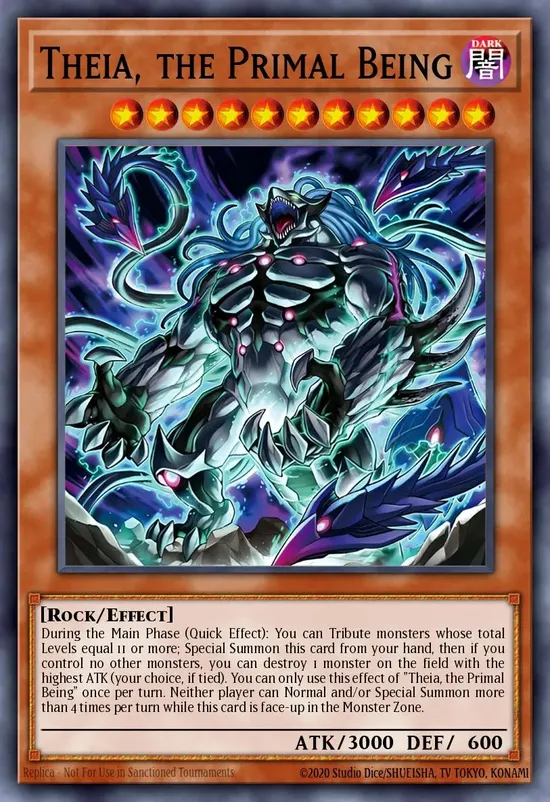 THEIA, THE PRIMAL BEING
DARK
闇
[ROCK/EFFECT]
During the Main Phase (Quick Effect): You can Tribute monsters whose total
Levels equal 11 or more; Special Summon this card from your hand, then if you
control no other monsters, you can destroy 1 monster on the field with the
highest ATK (your choice, if tied). You can only use this effect of "Theia, the Primal
Being" once per turn. Neither player can Normal and/or Special Summon more
than 4 times per turn while this card is face-up in the Monster Zone.
ATK/3000 DEF/ 600
Replica - Not For Use in Sanctioned Tournaments
©2020 Studio Dice/SHUEISHA, TV TOKYO, KONAMI